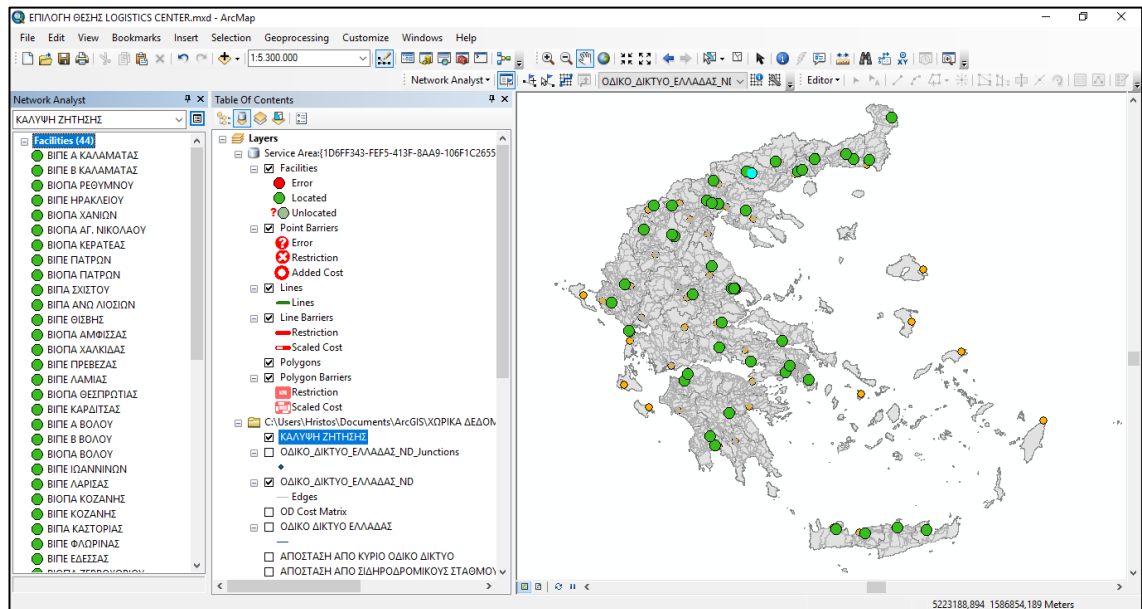 ΕΠΙΛΟΓΗ ΘΕΣΗΣ LOGISTICS CENTER.mxd - ArcMap
File Edit View Bookmarks Insert Selection Geoprocessing Customize Windows Help
1:5.300.000
Network Analyst ΟΔΙΚΟ_ΔΙΚΤΥΟ_ΕΛΛΑΔΑΣ_ND Editor
Network Analyst
ΚΑΛΥΨΗ ΖΗΤΗΣΗΣ
Facilities (44)
ΒΙΠΕ Α ΚΑΛΑΜΑΤΑΣ
ΒΙΠΕ Β ΚΑΛΑΜΑΤΑΣ
ΒΙΟΠΑ ΡΕΘΥΜΝΟΥ
ΒΙΠΕ ΗΡΑΚΛΕΙΟΥ
ΒΙΟΠΑ ΧΑΝΙΩΝ
ΒΙΟΠΑ ΑΓ. ΝΙΚΟΛΑΟΥ
ΒΙΟΠΑ ΚΕΡΑΤΕΑΣ
ΒΙΠΕ ΠΑΤΡΩΝ
ΒΙΟΠΑ ΠΑΤΡΩΝ
ΒΙΠΑ ΣΧΙΣΤΟΥ
ΒΙΠΑ ΑΝΩ ΛΙΟΣΙΩΝ
ΒΙΠΕ ΘΙΣΒΗΣ
ΒΙΟΠΑ ΑΜΦΙΣΣΑΣ
ΒΙΟΠΑ ΧΑΛΚΙΔΑΣ
ΒΙΠΕ ΠΡΕΒΕΖΑΣ
ΒΙΠΕ ΛΑΜΙΑΣ
ΒΙΟΠΑ ΘΕΣΠΡΩΤΙΑΣ
ΒΙΠΕ ΚΑΡΔΙΤΣΑΣ
ΒΙΠΕ Α ΒΟΛΟΥ
ΒΙΠΕ Β ΒΟΛΟΥ
ΒΙΟΠΑ ΒΟΛΟΥ
ΒΙΠΕ ΙΩΑΝΝΙΝΩΝ
ΒΙΠΕ ΛΑΡΙΣΑΣ
ΒΙΟΠΑ ΚΟΖΑΝΗΣ
ΒΙΠΕ ΚΟΖΑΝΗΣ
ΒΙΠΑ ΚΑΣΤΟΡΙΑΣ
ΒΙΠΕ ΦΛΩΡΙΝΑΣ
ΒΙΠΕ ΕΔΕΣΣΑΣ
Table Of Contents
Layers
Service Area:{1D6FF343-FEF5-413F-8AA9-106F1C2655
Facilities
Error
Located
? Unlocated
Point Barriers
Error
Restriction
Added Cost
Lines
Lines
Line Barriers
Restriction
Scaled Cost
Polygons
Polygon Barriers
Restriction
Scaled Cost
C:\Users\Hristos\Documents\ArcGIS\ΧΩΡΙΚΑ ΔΕΔΟΜ
ΚΑΛΥΨΗ ΖΗΤΗΣΗΣ
ΟΔΙΚΟ_ΔΙΚΤΥΟ_ΕΛΛΑΔΑΣ_ND_Junctions
ΟΔΙΚΟ_ΔΙΚΤΥΟ_ΕΛΛΑΔΑΣ_ND
Edges
OD Cost Matrix
ΟΔΙΚΟ ΔΙΚΤΥΟ ΕΛΛΑΔΑΣ
ΑΠΟΣΤΑΣΗ ΑΠΟ ΚΥΡΙΟ ΟΔΙΚΟ ΔΙΚΤΥΟ
ΑΠΟΣΤΑΣΗ ΑΠΟ ΣΙΔΗΡΟΔΡΟΜΙΚΟΥΣ ΣΤΑΘΜΟΥ
5223188,894 1586854,189 Meters